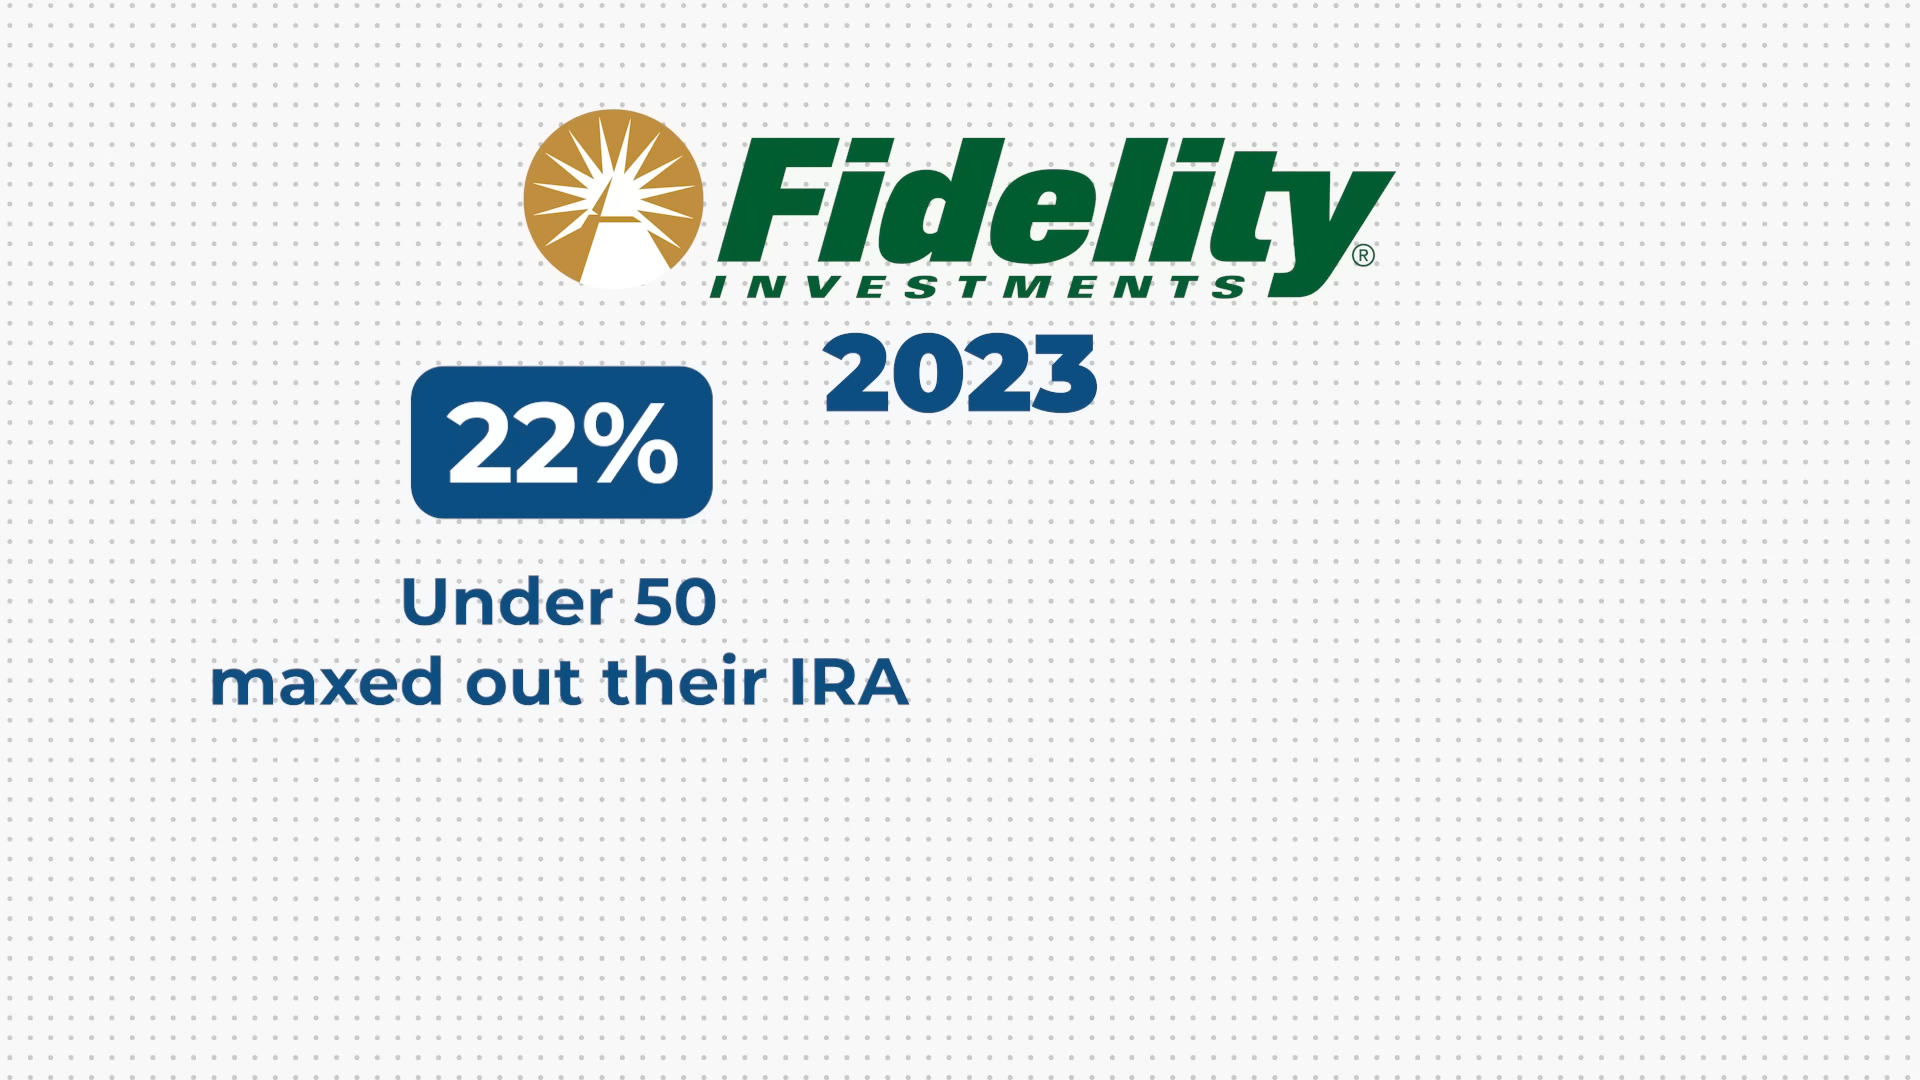 Fidelity
INVESTMENTS®
2023
22%
Under 50
maxed out their IRA